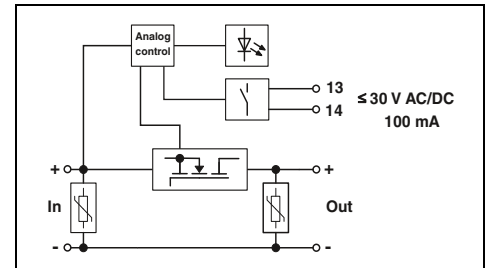 Analog
control
13
14
≤ 30 V AC/DC
100 mA
+
+
In
Out
-
-